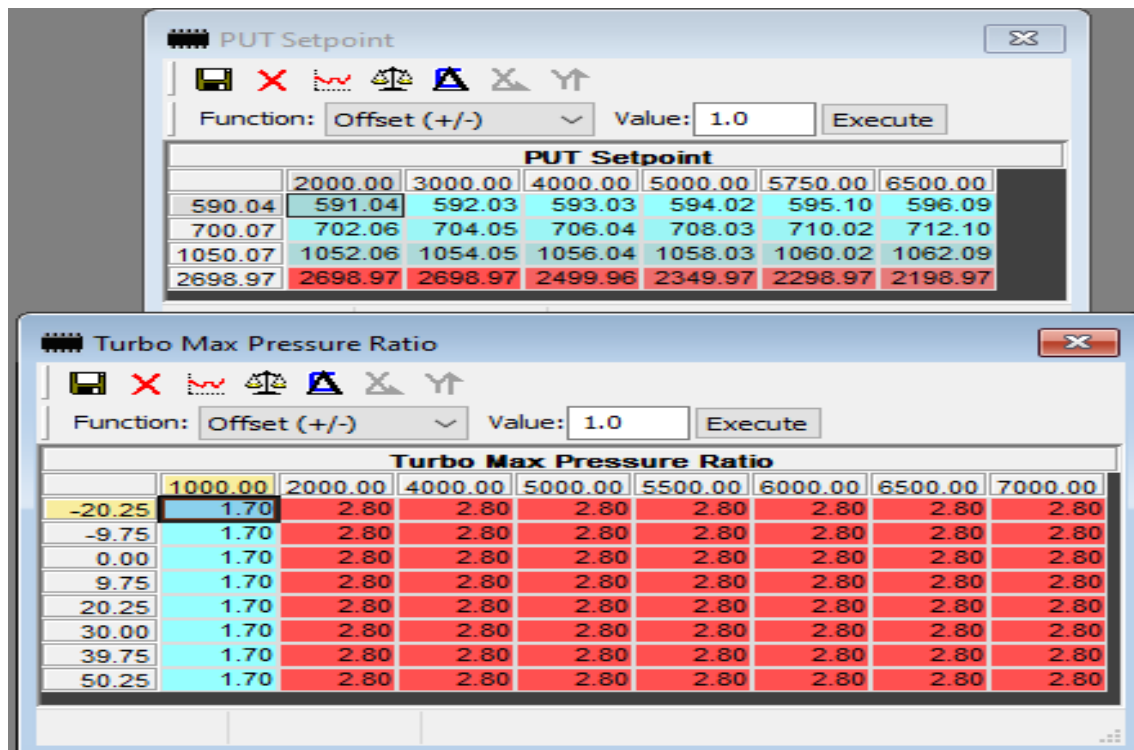 PUT Setpoint
Function: Offset (+/-) Value: 1.0 Execute
PUT Setpoint
2000.00 3000.00 4000.00 5000.00 5750.00 6500.00
590.04 591.04 592.03 593.03 594.02 595.10 596.09
700.07 702.06 704.05 706.04 708.03 710.02 712.10
1050.07 1052.06 1054.05 1056.04 1058.03 1060.02 1062.09
2698.97 2698.97 2698.97 2499.96 2349.97 2298.97 2198.97
Turbo Max Pressure Ratio
Function: Offset (+/-) Value: 1.0 Execute
Turbo Max Pressure Ratio
1000.00 2000.00 4000.00 5000.00 5500.00 6000.00 6500.00 7000.00
-20.25 1.70 2.80 2.80 2.80 2.80 2.80 2.80 2.80
-9.75 1.70 2.80 2.80 2.80 2.80 2.80 2.80 2.80
0.00 1.70 2.80 2.80 2.80 2.80 2.80 2.80 2.80
9.75 1.70 2.80 2.80 2.80 2.80 2.80 2.80 2.80
20.25 1.70 2.80 2.80 2.80 2.80 2.80 2.80 2.80
30.00 1.70 2.80 2.80 2.80 2.80 2.80 2.80 2.80
39.75 1.70 2.80 2.80 2.80 2.80 2.80 2.80 2.80
50.25 1.70 2.80 2.80 2.80 2.80 2.80 2.80 2.80